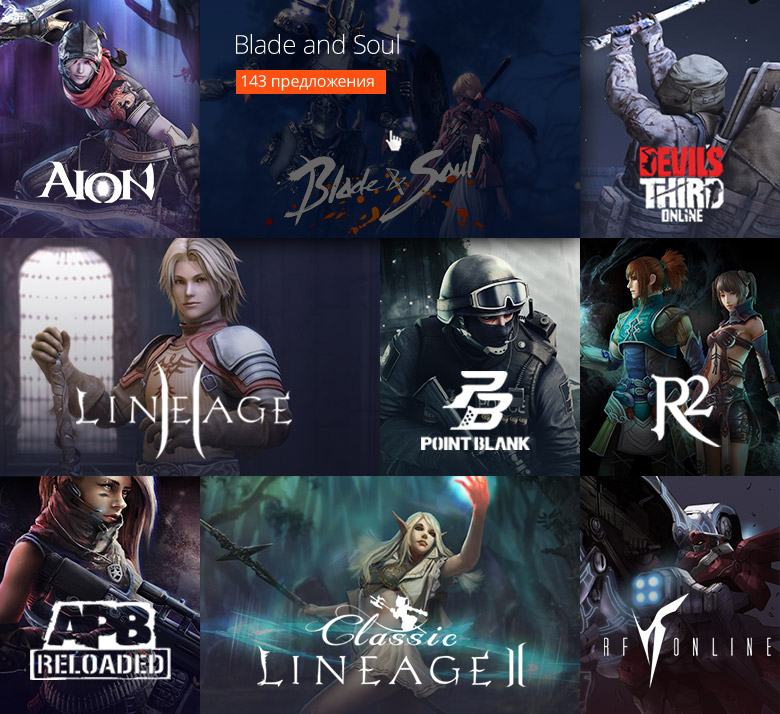 Blade and Soul
143 предложения
AION
Blade & Soul
DEVILS
THIRD
ONLINE
LINEAGE II
PB
POINT BLANK
R2
APB
RELOADED
Classic
LINEAGE II
RF ONLINE